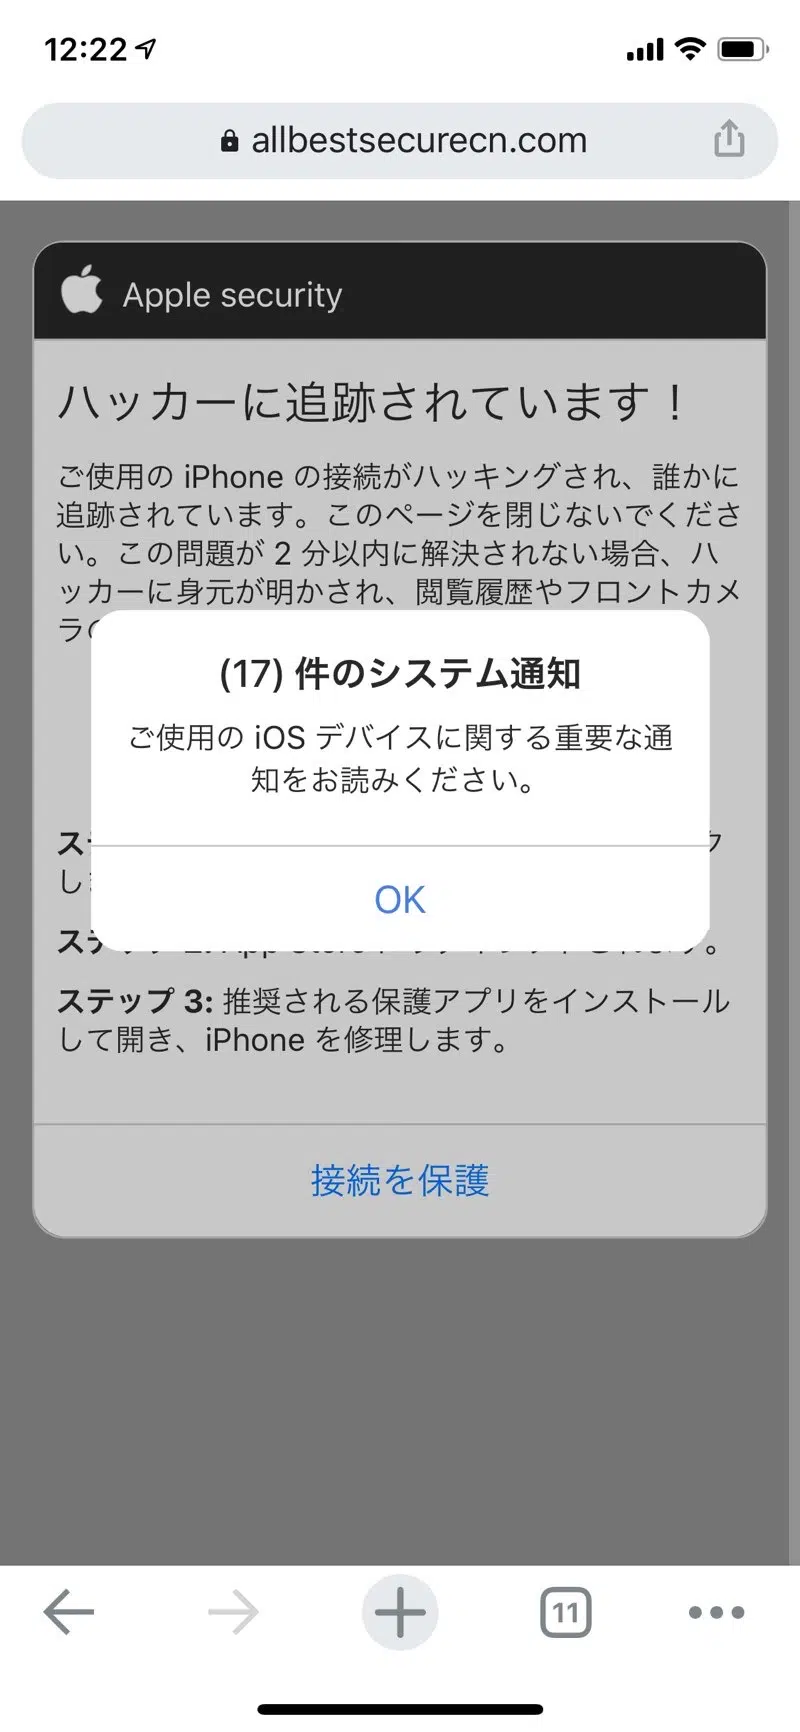 12:22
allbestsecurecn.com
Apple security
ハッカーに追跡されています！
ご使用の iPhone の接続がハッキングされ、誰かに
追跡されています。このページを閉じないでくださ
い。この問題が 2 分以内に解決されない場合、ハ
ッカーに身元が明かされ、閲覧履歴やフロントカメ
(17) 件のシステム通知
ご使用の iOS デバイスに関する重要な通
知をお読みください。
OK
ステップ 3: 推奨される保護アプリをインストール
して開き、iPhone を修理します。
接続を保護
11